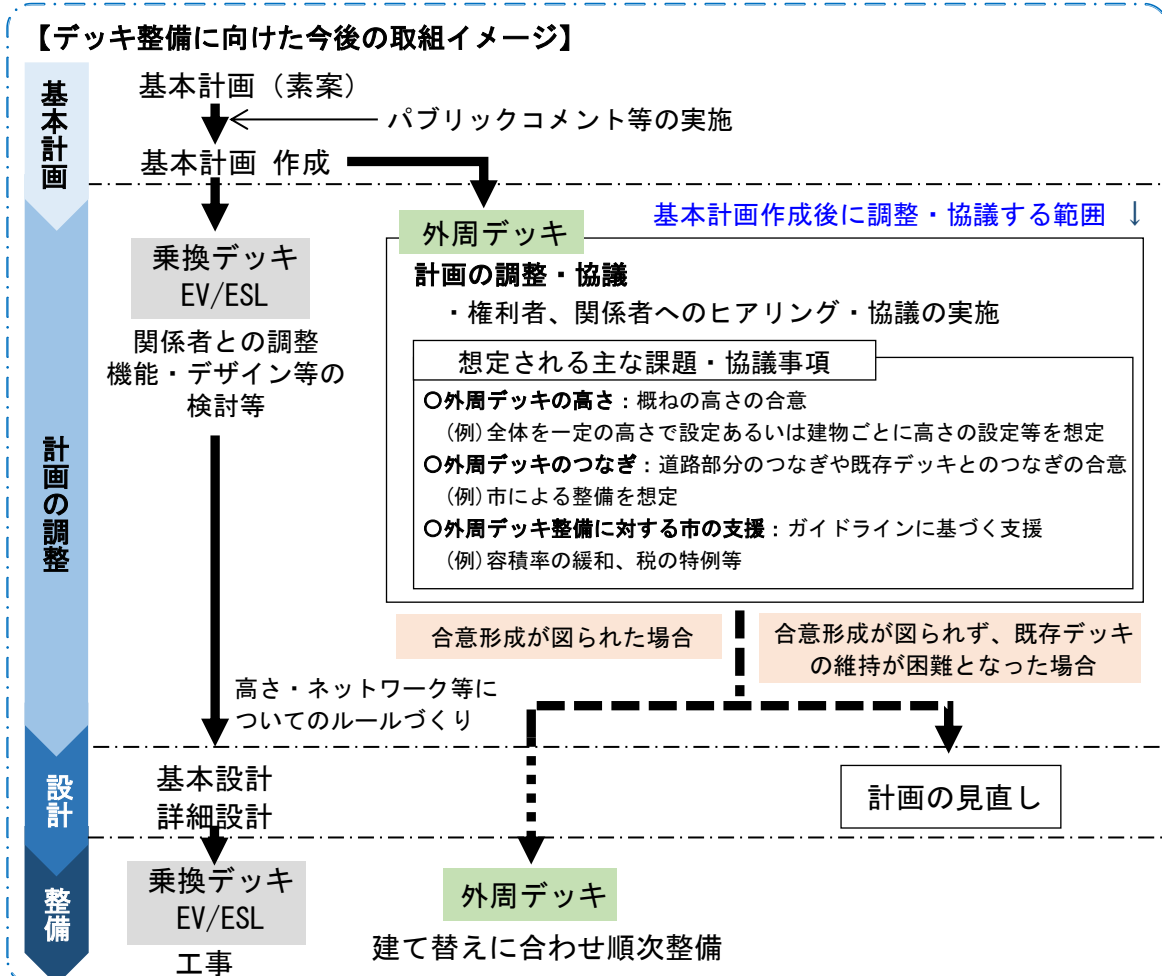 【デッキ整備に向けた今後の取組イメージ】
基本計画
基本計画（素案）
パブリックコメント等の実施
基本計画 作成
計画の調整
乗換デッキ
EV/ESL
関係者との調整
機能・デザイン等の
検討等
基本計画作成後に調整・協議する範囲 ↓
外周デッキ
計画の調整・協議
・権利者、関係者へのヒアリング・協議の実施
想定される主な課題・協議事項
○外周デッキの高さ：概ねの高さの合意
(例)全体を一定の高さで設定あるいは建物ごとに高さの設定等を想定
○外周デッキのつなぎ：道路部分のつなぎや既存デッキとのつなぎの合意
(例)市による整備を想定
○外周デッキ整備に対する市の支援：ガイドラインに基づく支援
(例)容積率の緩和、税の特例等
合意形成が図られた場合
合意形成が図られず、既存デッキ
の維持が困難となった場合
高さ・ネットワーク等に
ついてのルールづくり
設計
基本設計
詳細設計
計画の見直し
整備
乗換デッキ
EV/ESL
工事
外周デッキ
建て替えに合わせ順次整備